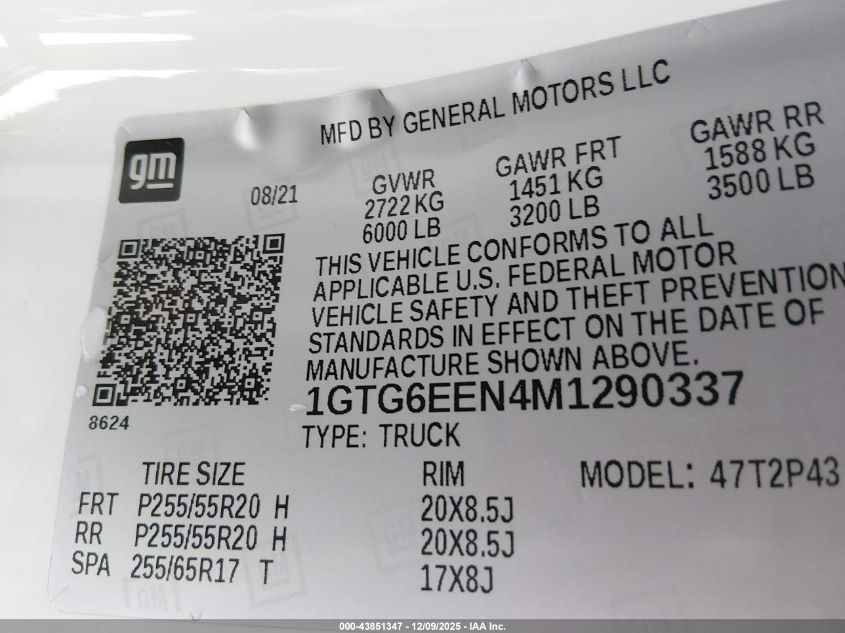 MFD BY GENERAL MOTORS LLC
gm
08/21
GVWR
2722 KG
6000 LB
GAWR FRT
1451 KG
3200 LB
GAWR RR
1588 KG
3500 LB
THIS VEHICLE CONFORMS TO ALL
APPLICABLE U.S. FEDERAL MOTOR
VEHICLE SAFETY AND THEFT PREVENTION
STANDARDS IN EFFECT ON THE DATE OF
MANUFACTURE SHOWN ABOVE.
8624
1GTG6EEN4M1290337
TYPE: TRUCK
TIRE SIZE RIM MODEL: 47T2P43
FRT P255/55R20 H 20X8.5J
RR P255/55R20 H 20X8.5J
SPA 255/65R17 T 17X8J
000-43851347 - 12/09/2025 - IAA Inc.